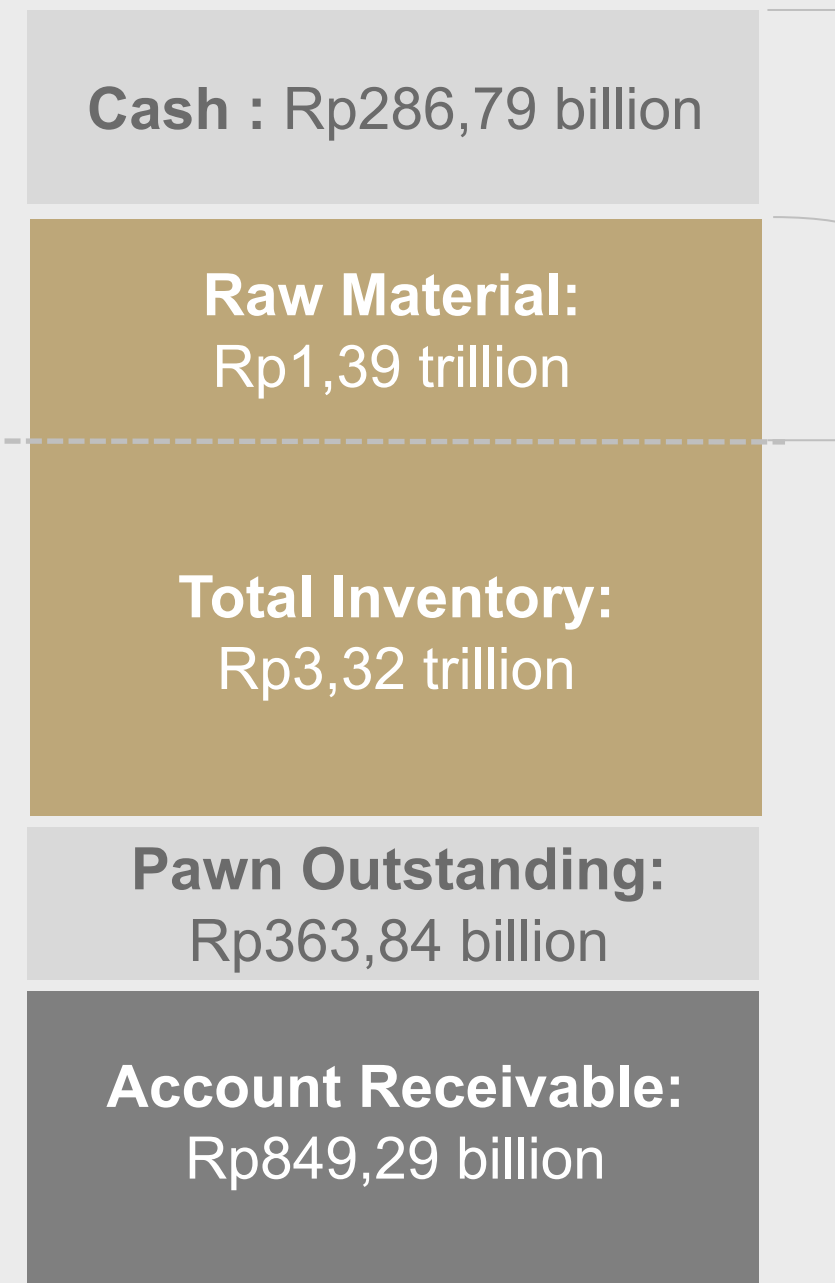 Cash : Rp286,79 billion
Raw Material:
Rp1,39 trillion
Total Inventory:
Rp3,32 trillion
Pawn Outstanding:
Rp363,84 billion
Account Receivable:
Rp849,29 billion